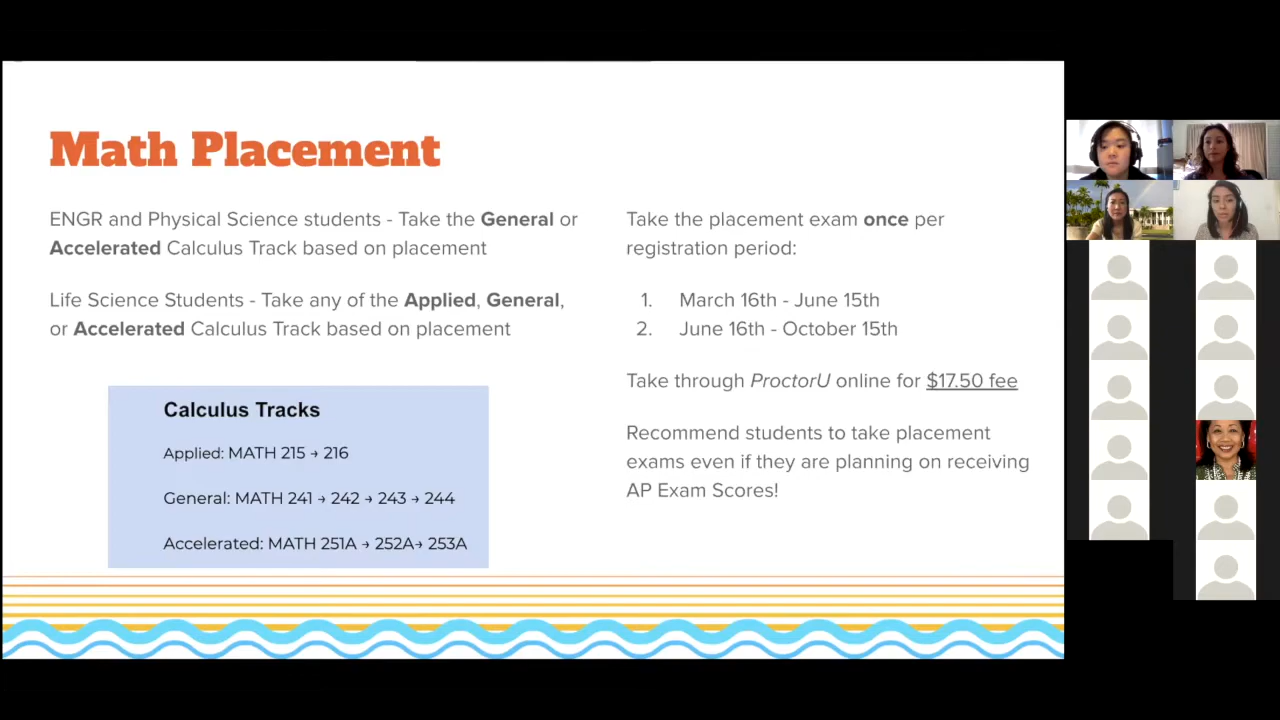 Math Placement
ENGR and Physical Science students - Take the General or
Accelerated Calculus Track based on placement
Life Science Students - Take any of the Applied, General,
or Accelerated Calculus Track based on placement
Calculus Tracks
Applied: MATH 215 → 216
General: MATH 241 → 242 → 243 → 244
Accelerated: MATH 251A → 252A→ 253A
Take the placement exam once per
registration period:
1. March 16th - June 15th
2. June 16th - October 15th
Take through ProctorU online for $17.50 fee
Recommend students to take placement
exams even if they are planning on receiving
AP Exam Scores!